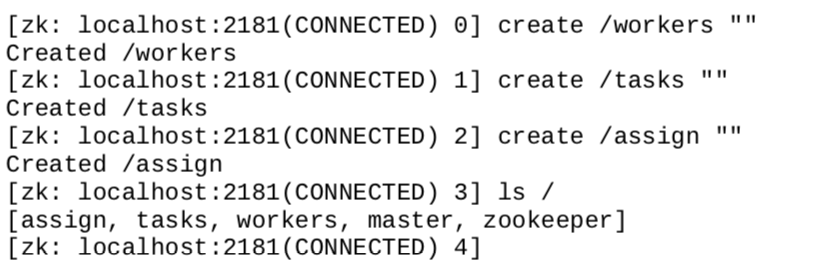 [zk: localhost:2181(CONNECTED) 0] create /workers ""
Created /workers
[zk: localhost:2181(CONNECTED) 1] create /tasks ""
Created /tasks
[zk: localhost:2181(CONNECTED) 2] create /assign ""
Created /assign
[zk: localhost:2181(CONNECTED) 3] ls /
[assign, tasks, workers, master, zookeeper]
[zk: localhost:2181(CONNECTED) 4]